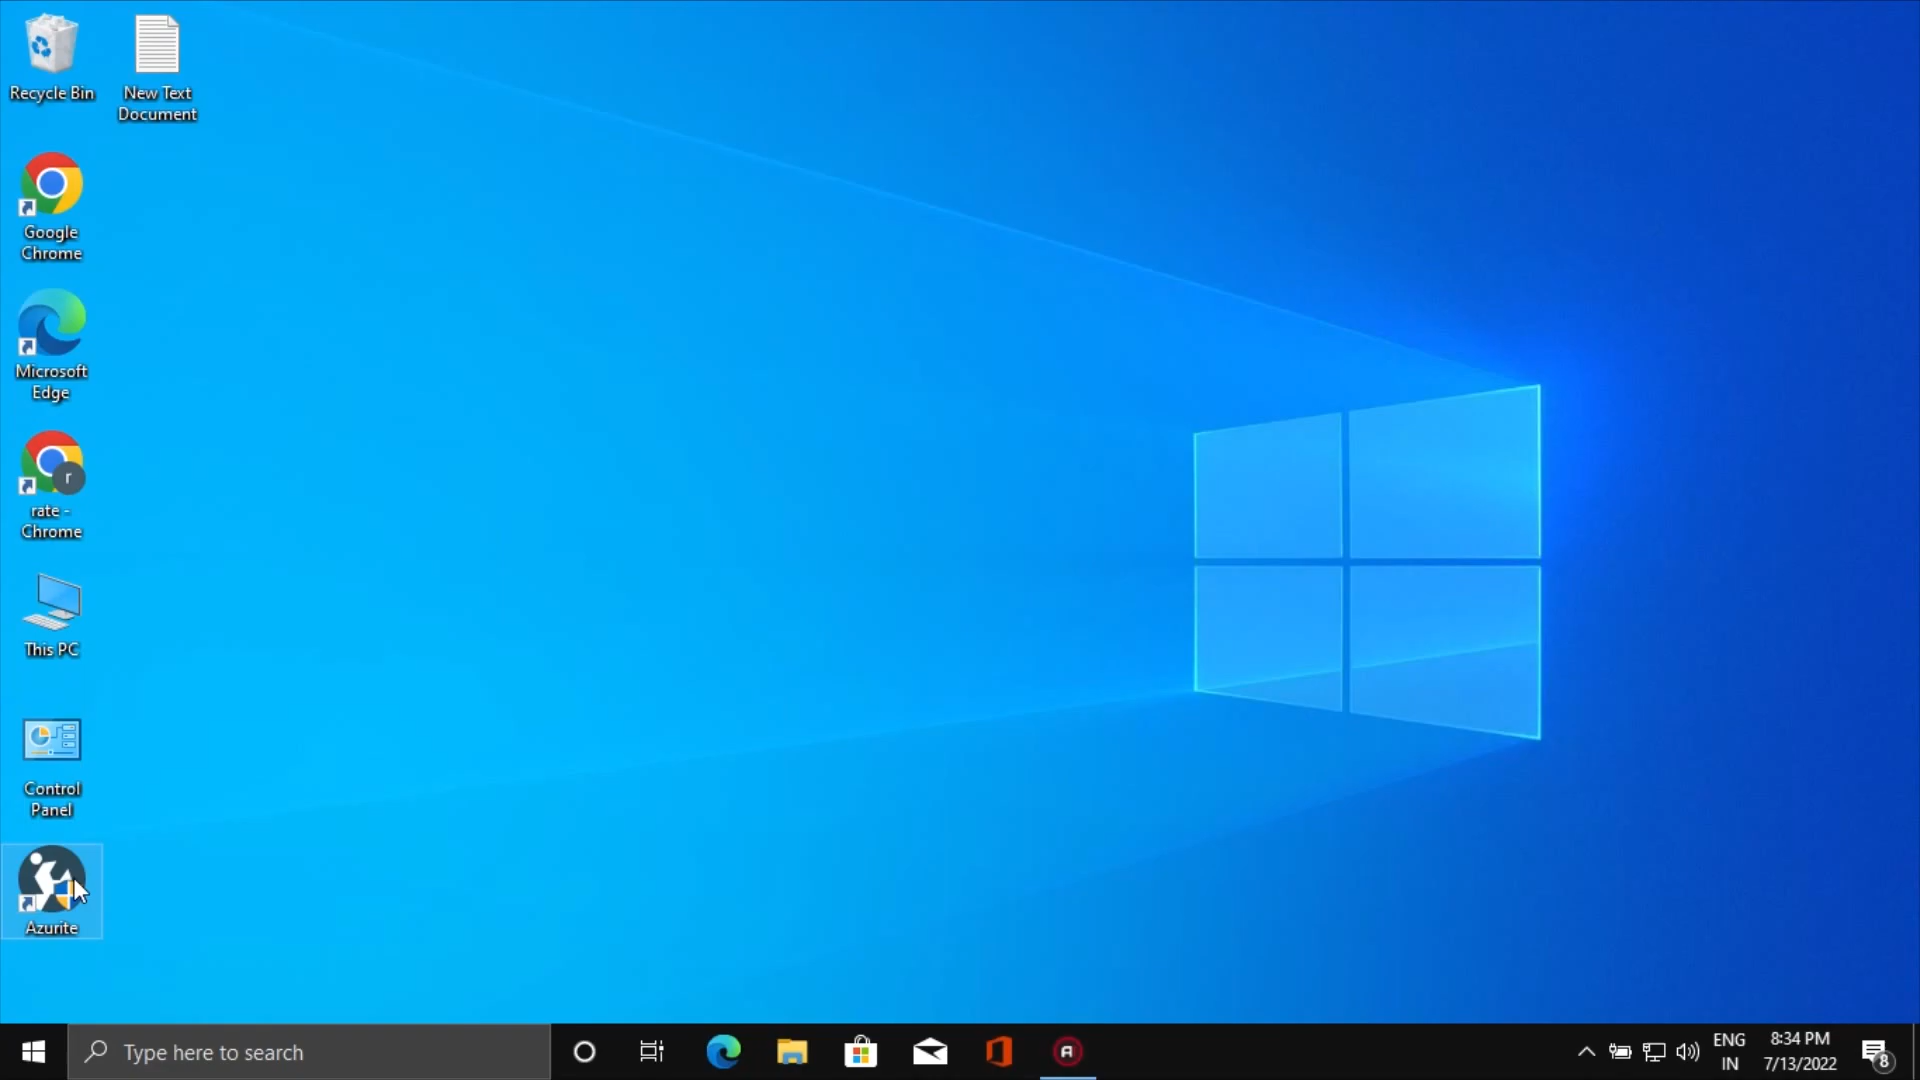 Recycle Bin
New Text
Document
Google
Chrome
Microsoft
Edge
r
rate -
Chrome
This PC
Control
Panel
Azurite
Type here to search
ENG
IN
8:34 PM
7/13/2022
8